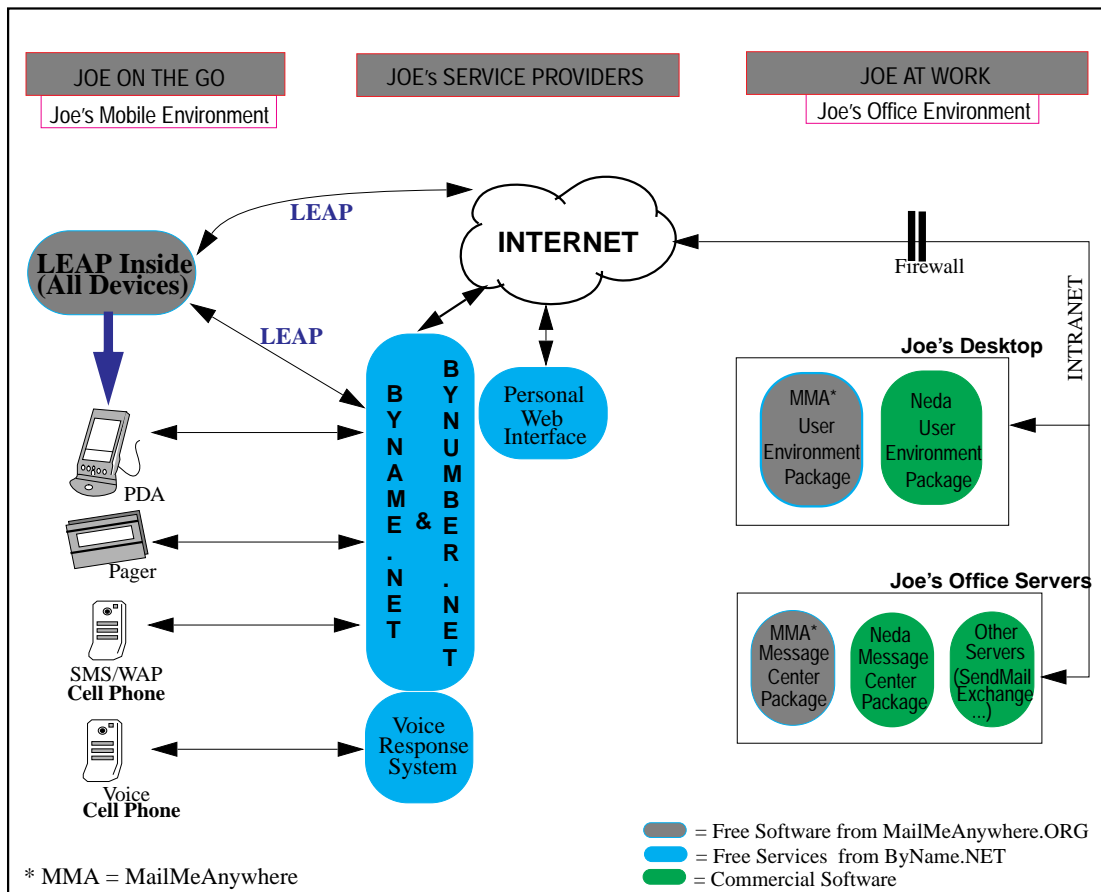 JOE ON THE GO
Joe's Mobile Environment
JOE's SERVICE PROVIDERS
JOE AT WORK
Joe's Office Environment
LEAP
INTERNET
Firewall
LEAP Inside
(All Devices)
LEAP
INTRANET
BYNAME.NET
&
BYNUMBER.NET
Personal
Web
Interface
Joe's Desktop
MMA*
User
Environment
Package
Neda
User
Environment
Package
PDA
Pager
SMS/WAP
Cell Phone
Voice
Cell Phone
Voice
Response
System
Joe's Office Servers
MMA*
Message
Center
Package
Neda
Message
Center
Package
Other
Servers
(SendMail
Exchange
...)
= Free Software from MailMeAnywhere.ORG
= Free Services from ByName.NET
= Commercial Software
* MMA = MailMeAnywhere